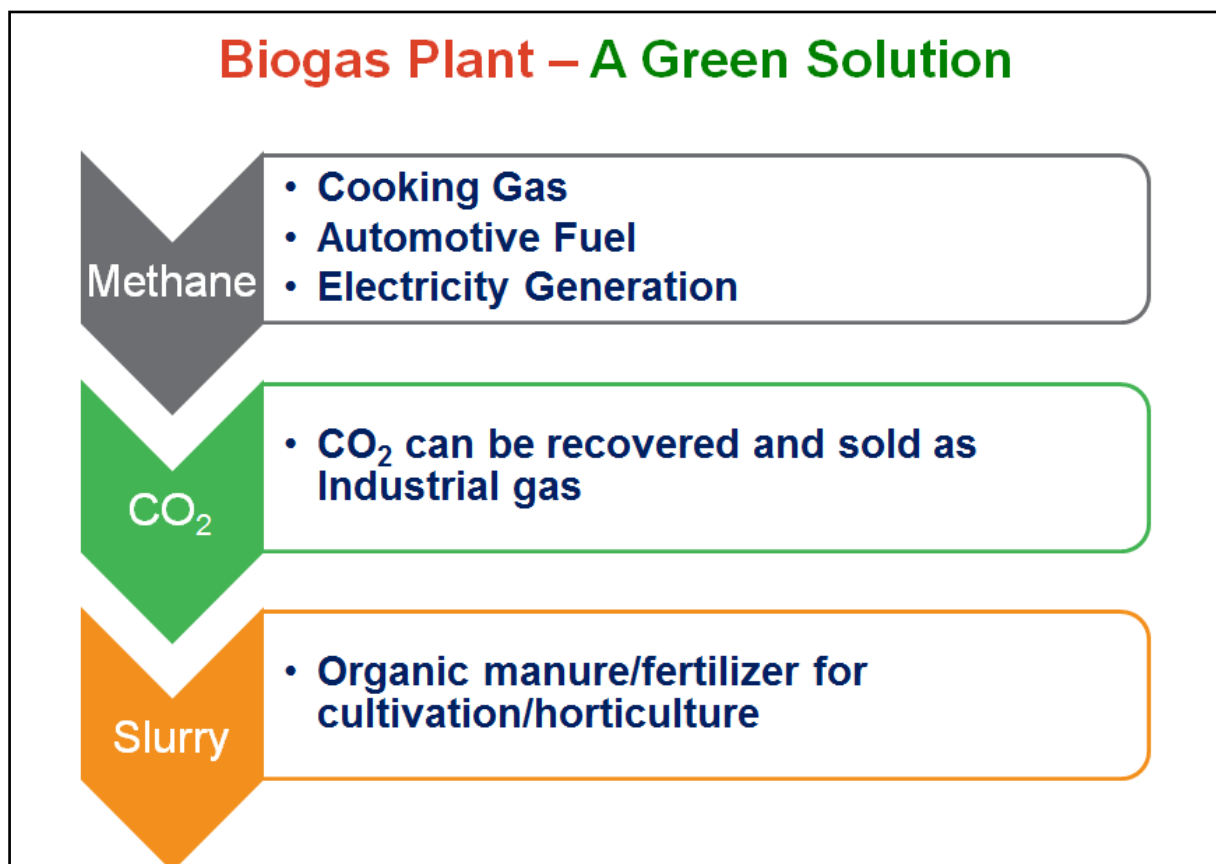 Biogas Plant – A Green Solution
Methane
• Cooking Gas
• Automotive Fuel
• Electricity Generation
CO₂
• CO₂ can be recovered and sold as
Industrial gas
Slurry
• Organic manure/fertilizer for
cultivation/horticulture